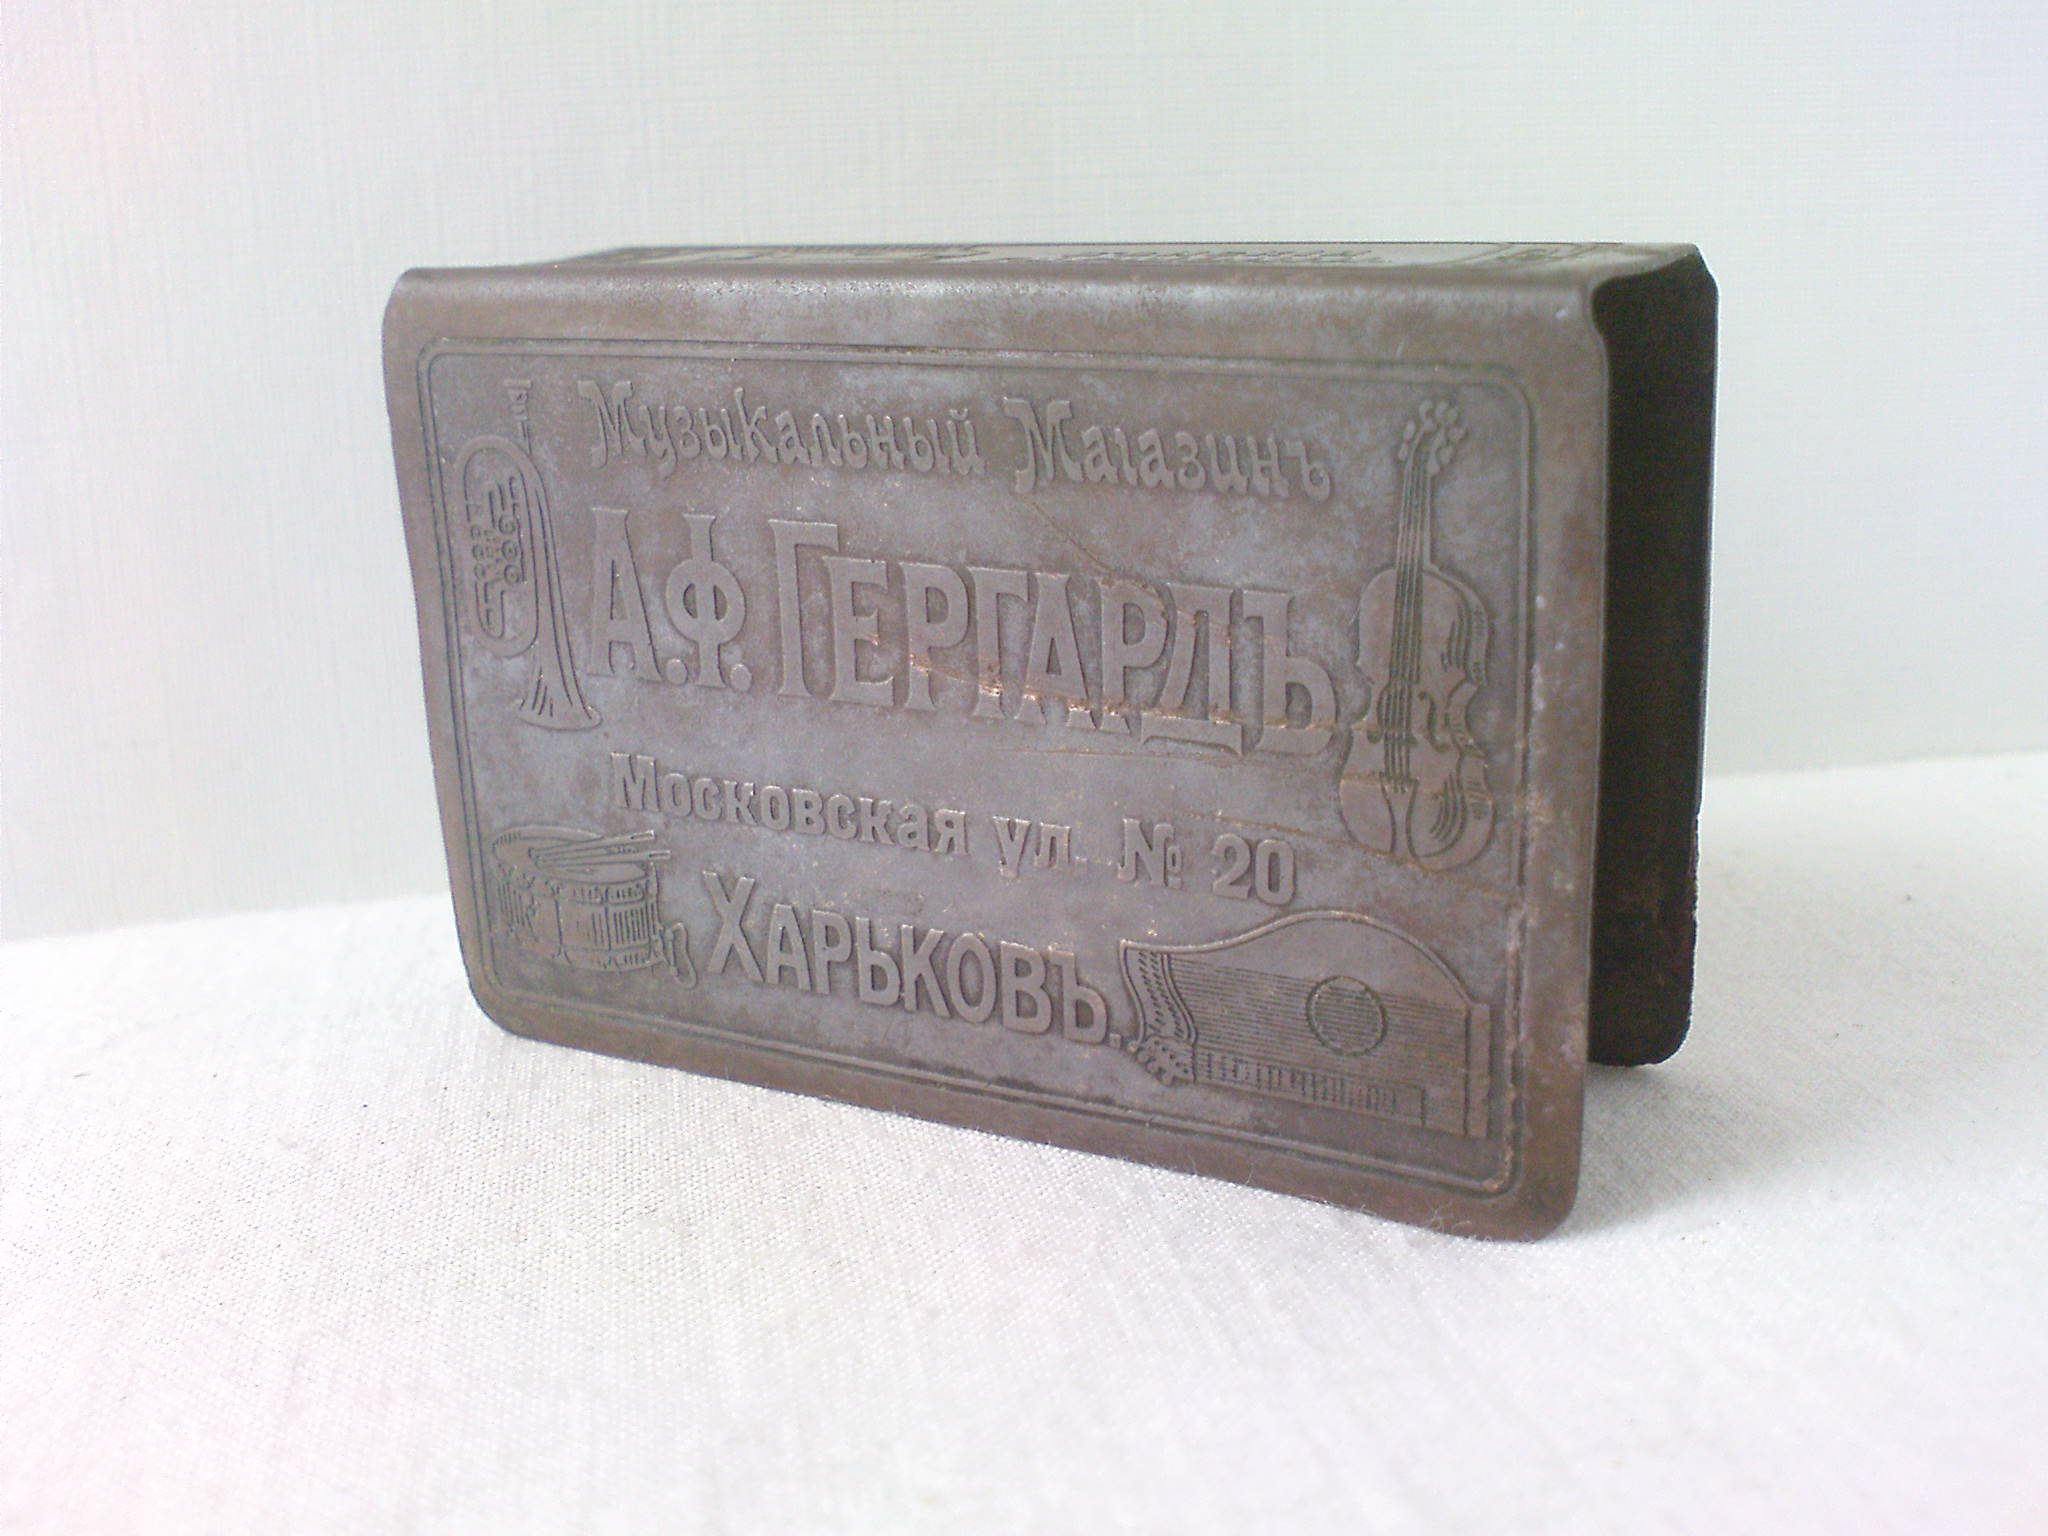 Музыкальный Магазинъ
А.Ф. Гергардъ
Московская ул. № 20
Харьковъ.